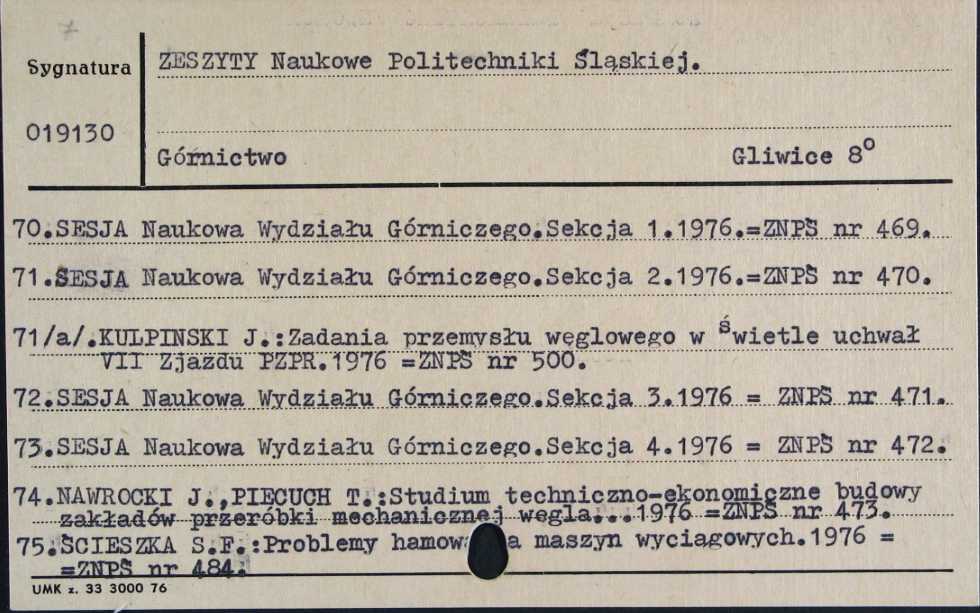 Sygnatura
ZESZYTY Naukowe Politechniki Śląskiej.
019130
Górnictwo Gliwice 8º
70.SESJA Naukowa Wydziału Górniczego.Sekcja 1.1976.=ZNPŚ nr 469.
71.SESJA Naukowa Wydziału Górniczego.Sekcja 2.1976.=ZNPŚ nr 470.
71/a/.KULPINSKI J.:Zadania przemysłu węglowego w świetle uchwał
VII Zjazdu PZPR.1976 =ZNPŚ nr 500.
72.SESJA Naukowa Wydziału Górniczego.Sekcja 3.1976 = ZNPŚ nr 471.
73.SESJA Naukowa Wydziału Górniczego.Sekcja 4.1976 = ZNPŚ nr 472.
74.NAWROCKI J.,PIECUCH T.:Studium techniczno-ekonomiczne budowy
zakładów przeróbki mechanicznej węgla...1976 =ZNPŚ nr 473.
75.ŚCIESZKA S.F.:Problemy maszyn wyciągowych.1976 =
=ZNPŚ nr 484.
UMK z. 33 3000 76